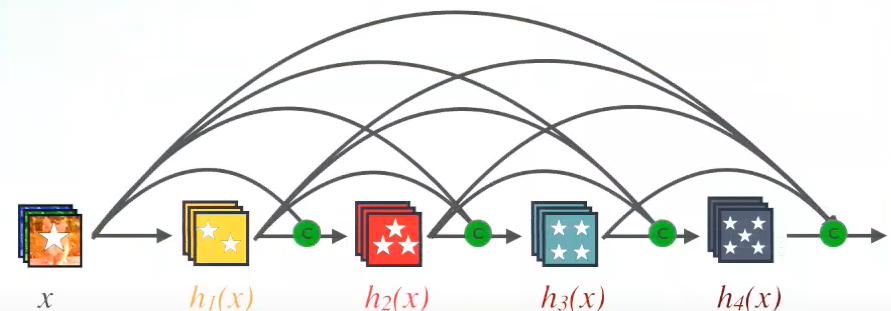 C C C C
x h₁(x) h₂(x) h₃(x) h₄(x)